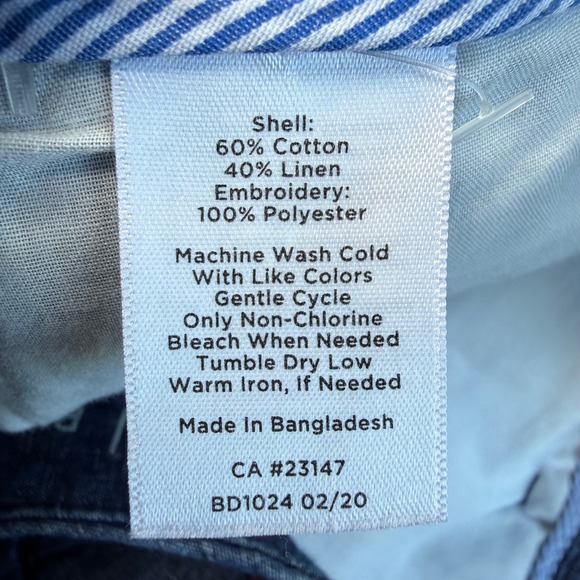 Shell:
60% Cotton
40% Linen
Embroidery:
100% Polyester
Machine Wash Cold
With Like Colors
Gentle Cycle
Only Non-Chlorine
Bleach When Needed
Tumble Dry Low
Warm Iron, If Needed
Made In Bangladesh
CA #23147
BD1024 02/20